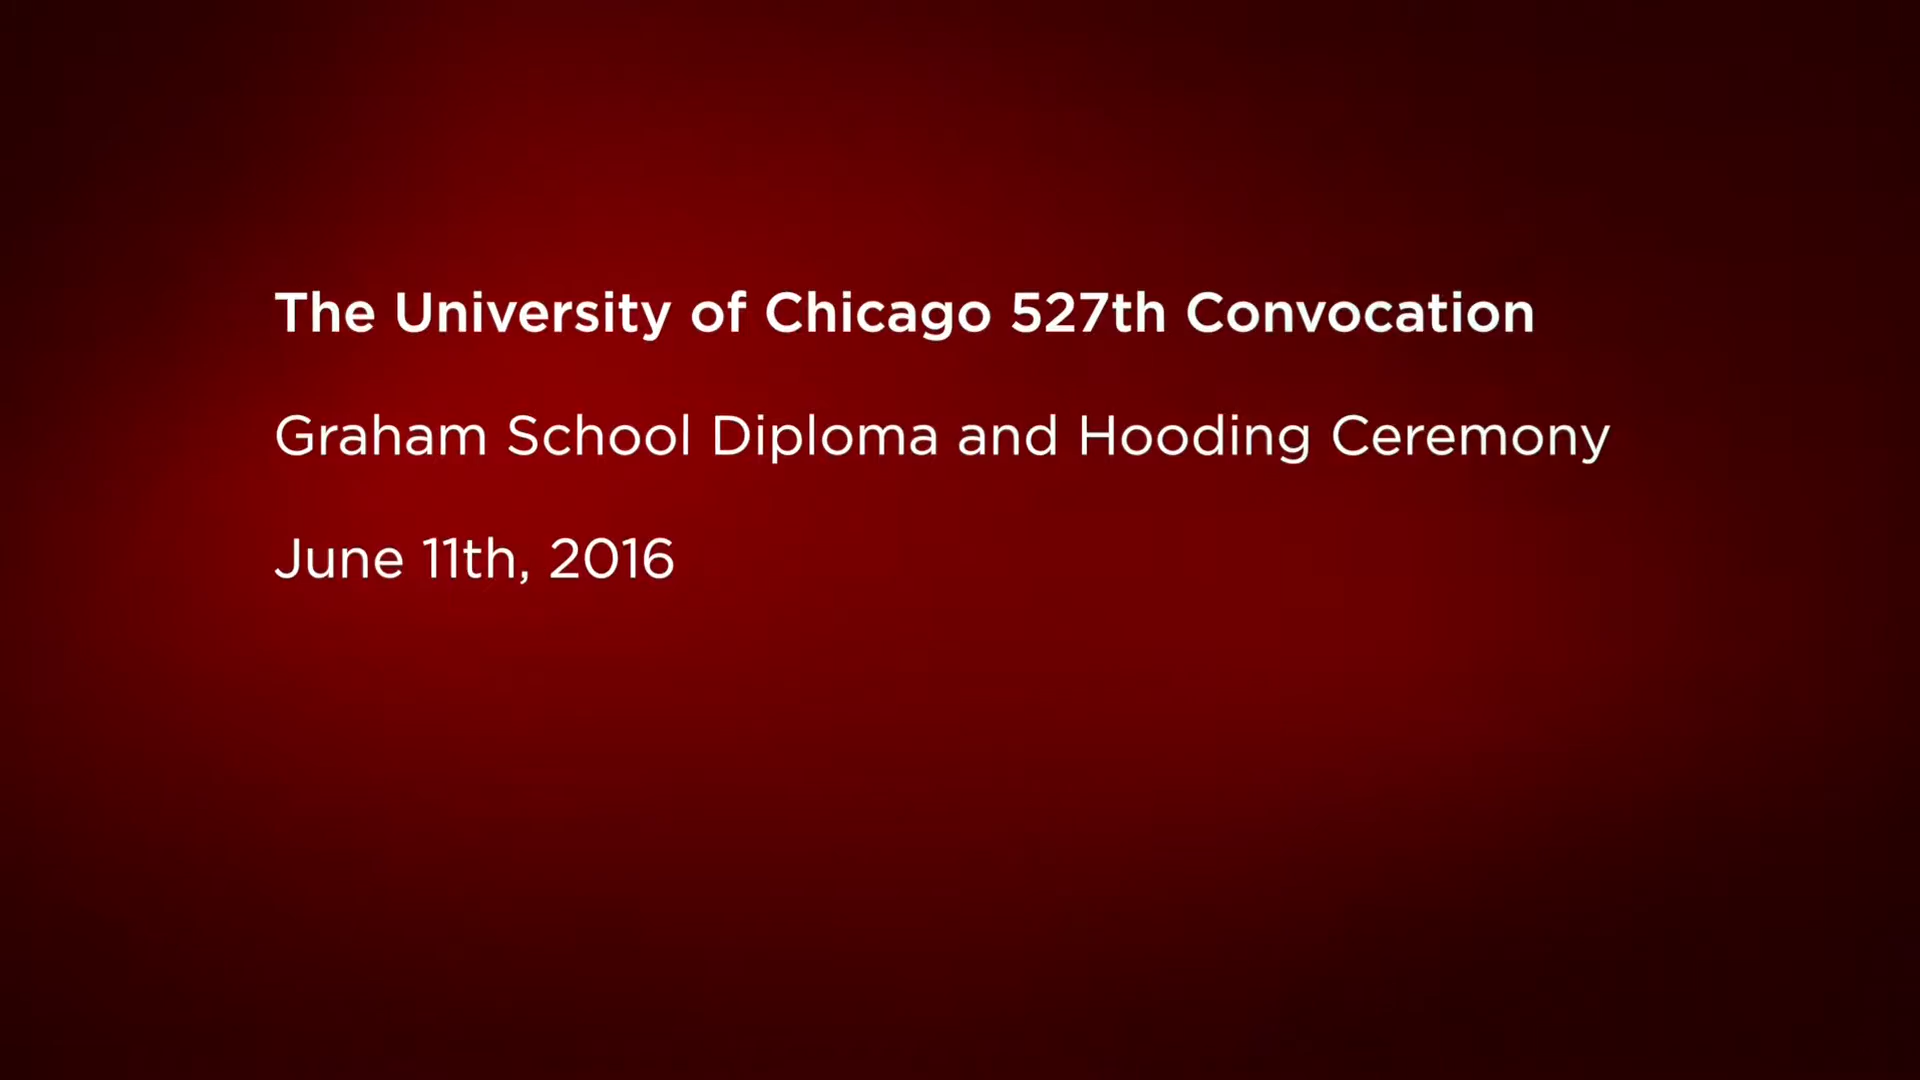 The University of Chicago 527th Convocation
Graham School Diploma and Hooding Ceremony
June 11th, 2016